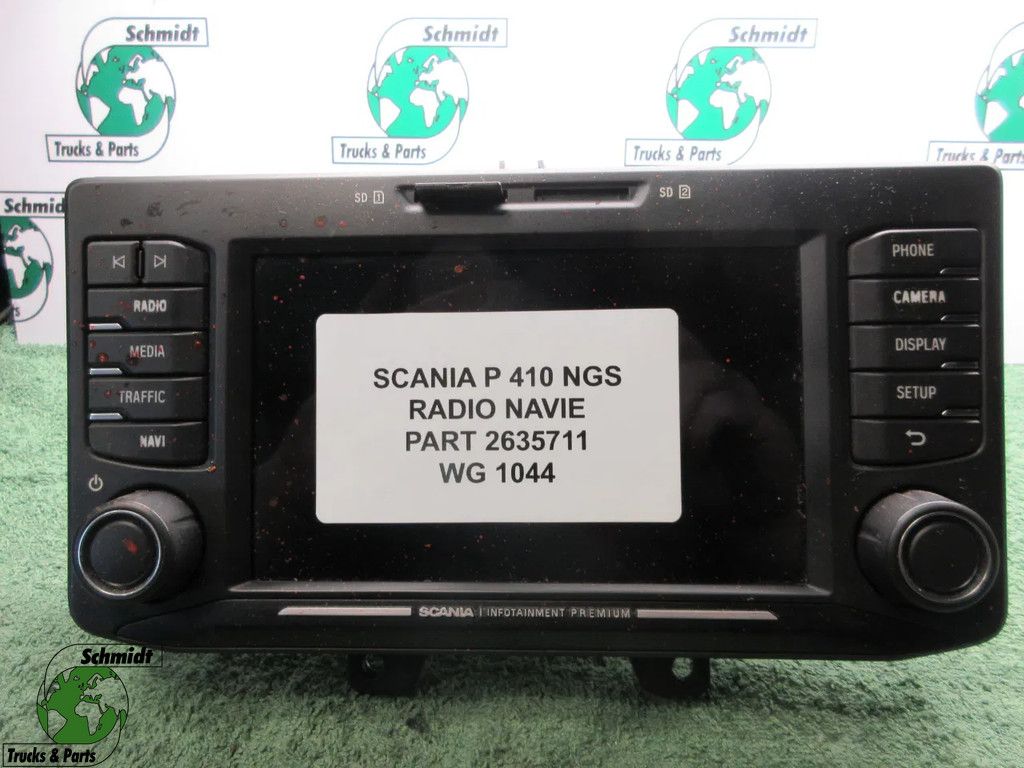 Schmidt
Trucks & Parts
Schmidt
Trucks & Parts
Schmidt
Trucks & Parts
Trucks & Parts
Schmid
SD 1
SD 2
RADIO
MEDIA
TRAFFIC
NAVI
PHONE
CAMERA
DISPLAY
SETUP
SCANIA P 410 NGS
RADIO NAVIE
PART 2635711
WG 1044
SCANIA | INFOTAINMENT PREMIUM
Schmidt
Trucks & Parts